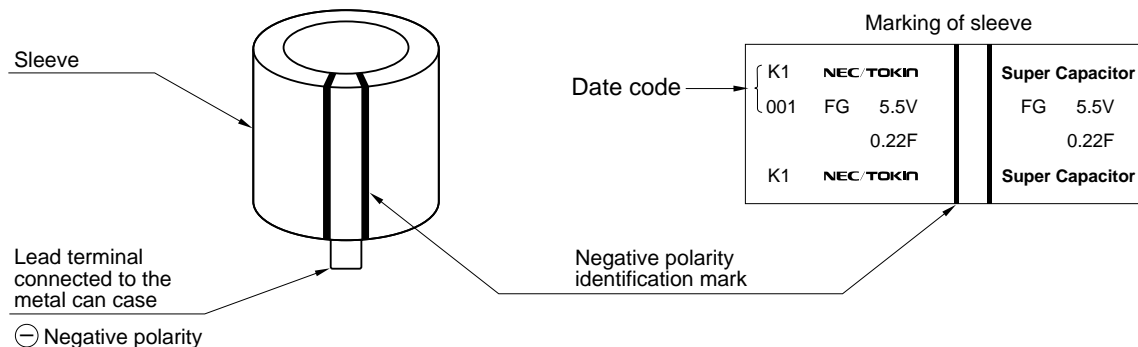 Marking of sleeve
Sleeve
Date code
K1 NEC/TOKIN Super Capacitor
001 FG 5.5V FG 5.5V
0.22F 0.22F
K1 NEC/TOKIN Super Capacitor
Lead terminal
connected to the
metal can case
⊖ Negative polarity
Negative polarity
identification mark